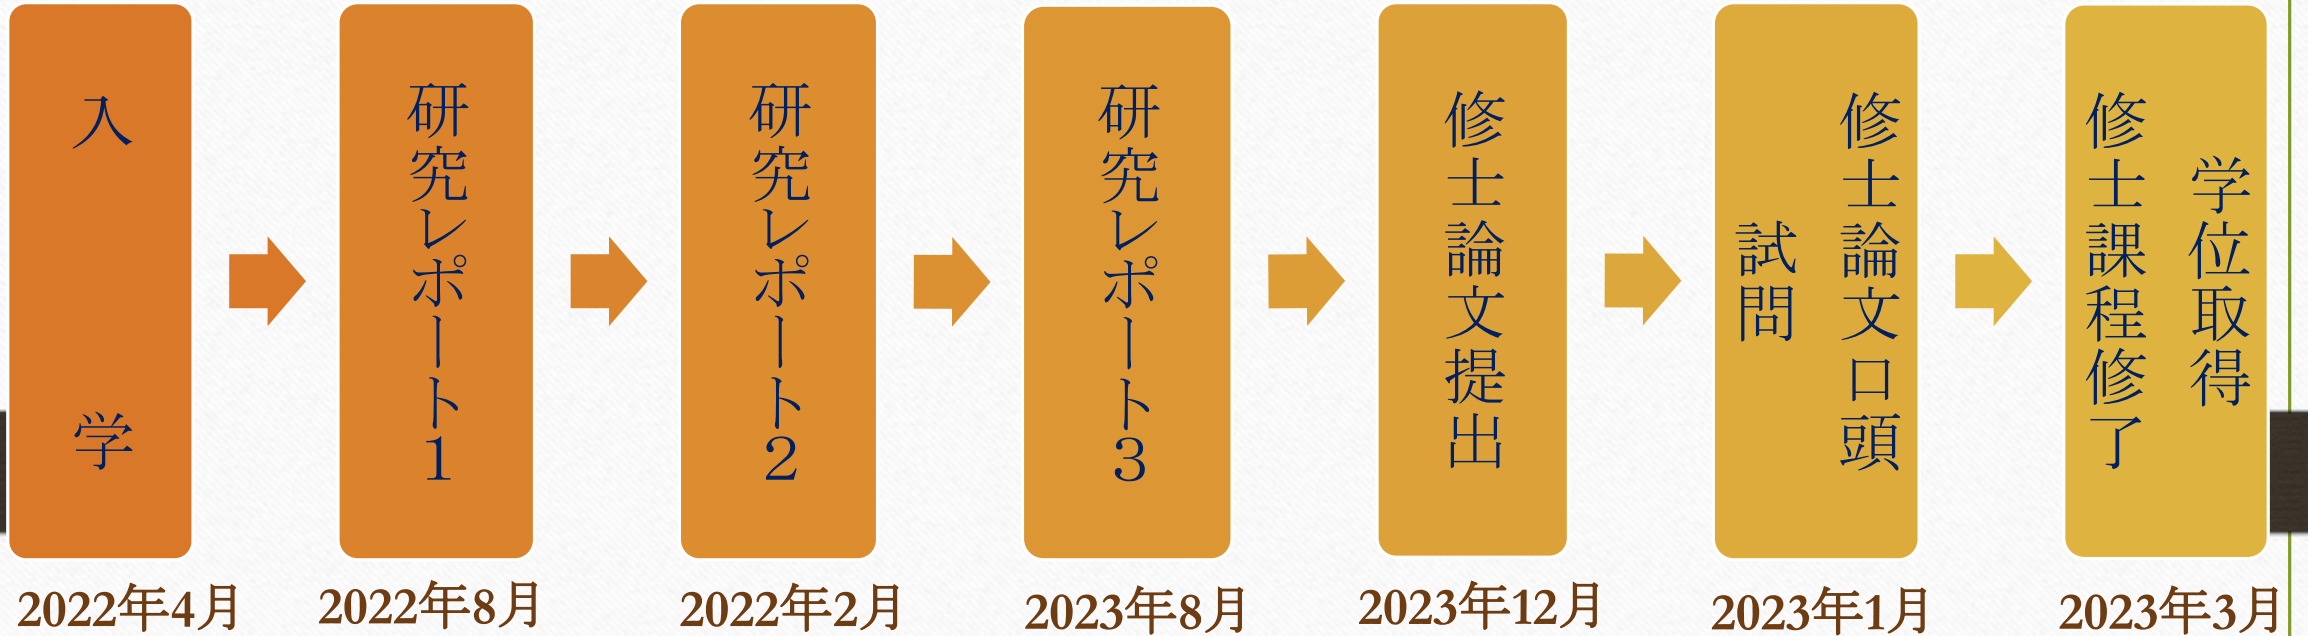 入学
研究レポート1
研究レポート2
研究レポート3
修士論文提出
修士論文口頭
試問
学位取得
修士課程修了
2022年4月
2022年8月
2022年2月
2023年8月
2023年12月
2023年1月
2023年3月